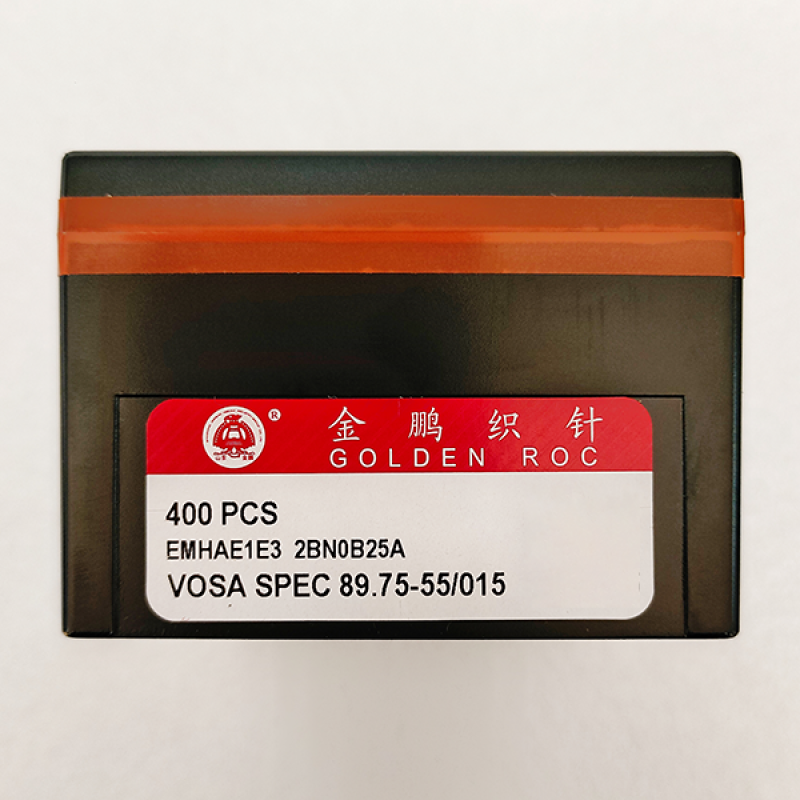 ®
金鹏织针
GOLDEN ROC
400 PCS
EMHAE1E3 2BN0B25A
VOSA SPEC 89.75-55/015